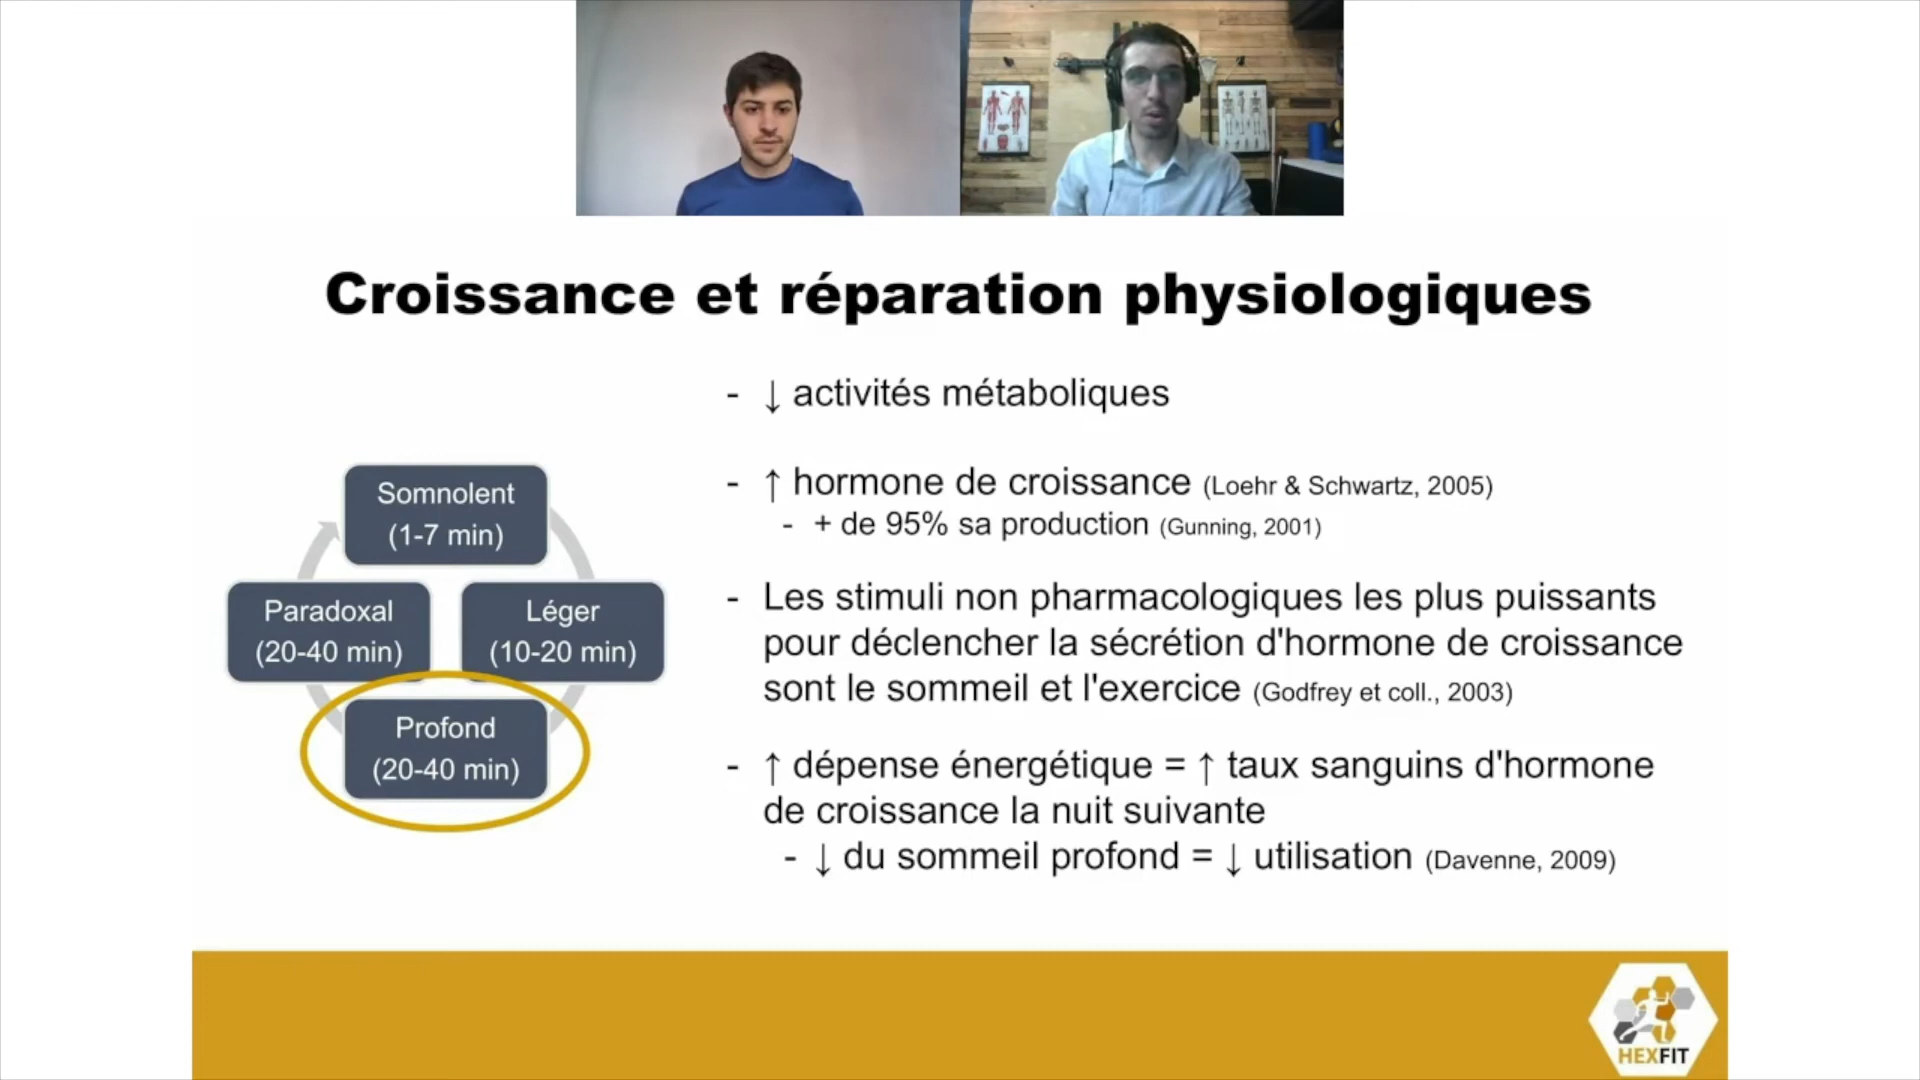 Croissance et réparation physiologiques
- ↓ activités métaboliques
- ↑ hormone de croissance (Loehr & Schwartz, 2005)
- + de 95% sa production (Gunning, 2001)
- Les stimuli non pharmacologiques les plus puissants
pour déclencher la sécrétion d'hormone de croissance
sont le sommeil et l'exercice (Godfrey et coll., 2003)
- ↑ dépense énergétique = ↑ taux sanguins d'hormone
de croissance la nuit suivante
- ↓ du sommeil profond = ↓ utilisation (Davenne, 2009)
Somnolent
(1-7 min)
Paradoxal
(20-40 min)
Léger
(10-20 min)
Profond
(20-40 min)
HEXFIT